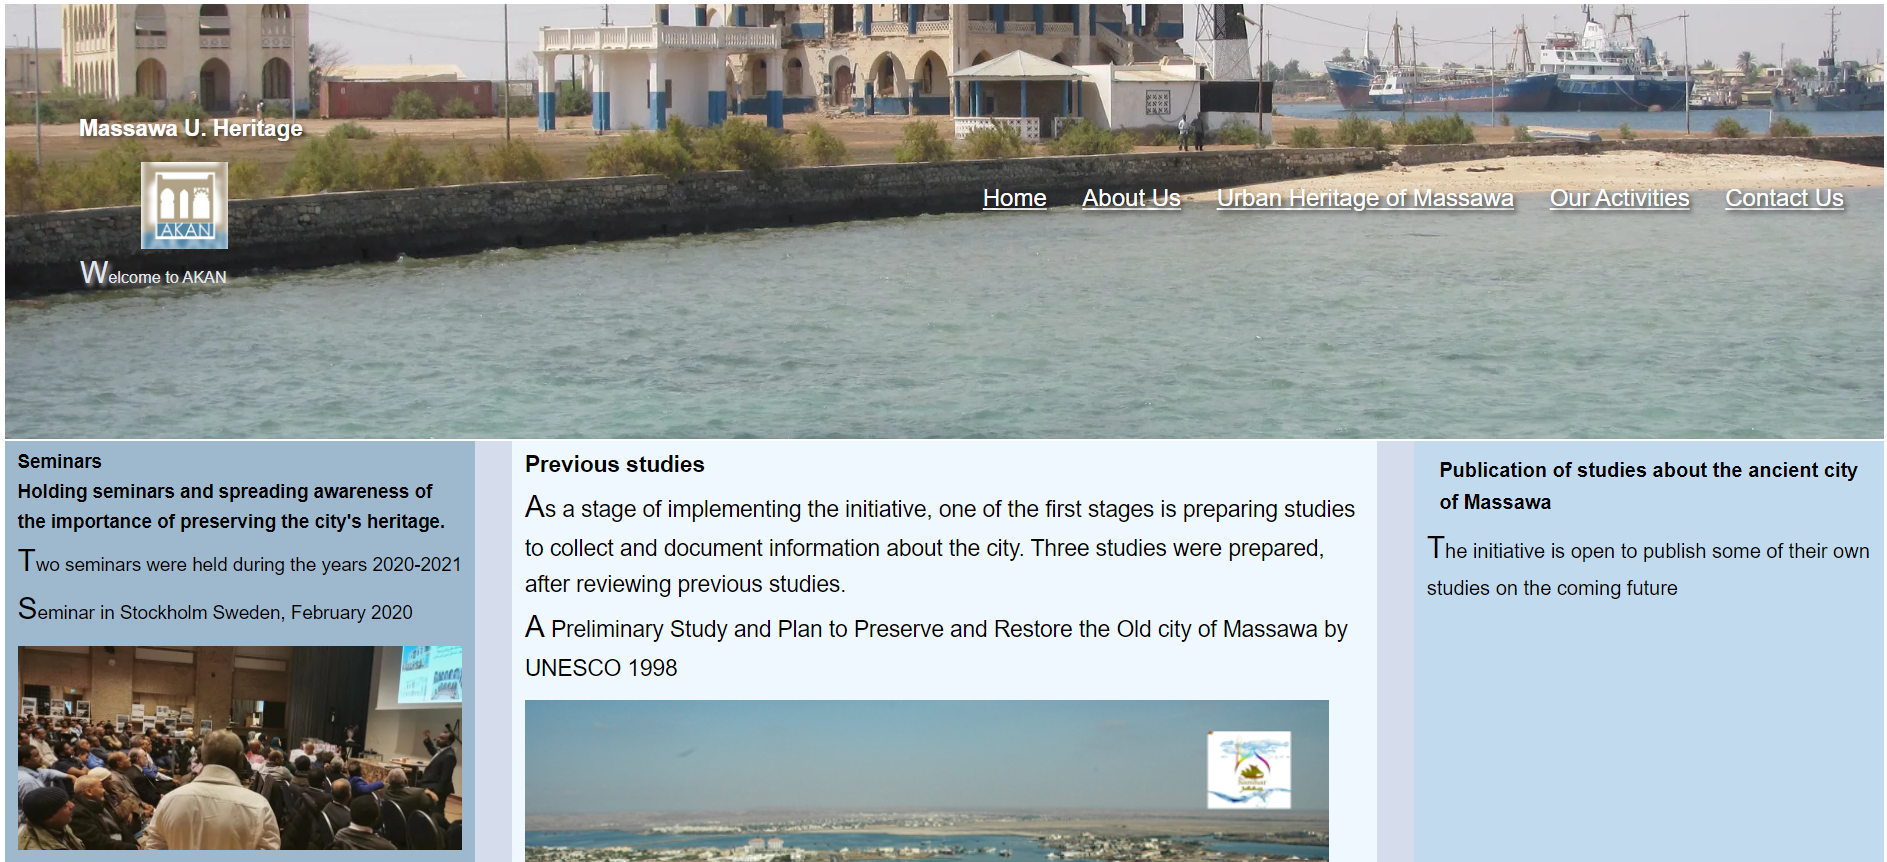 Massawa U. Heritage
AKAN
Welcome to AKAN
Home About Us Urban Heritage of Massawa Our Activities Contact Us
Seminars
Holding seminars and spreading awareness of
the importance of preserving the city's heritage.
Two seminars were held during the years 2020-2021
Seminar in Stockholm Sweden, February 2020
Previous studies
As a stage of implementing the initiative, one of the first stages is preparing studies
to collect and document information about the city. Three studies were prepared,
after reviewing previous studies.
A Preliminary Study and Plan to Preserve and Restore the Old city of Massawa by
UNESCO 1998
Publication of studies about the ancient city
of Massawa
The initiative is open to publish some of their own
studies on the coming future